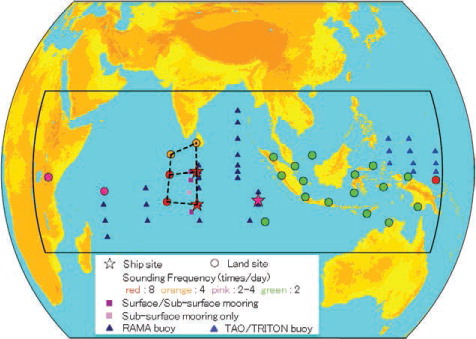 Ship site Land site
Sounding Frequency (times/day)
red : 8 orange : 4 pink : 2-4 green : 2
Surface/Sub-surface mooring
Sub-surface mooring only
RAMA buoy TAO/TRITON buoy